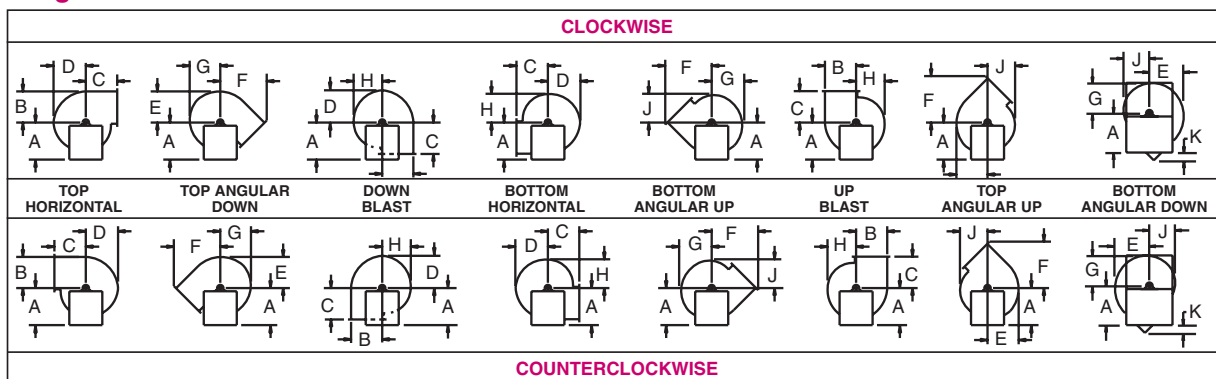 CLOCKWISE
D C G F H C D F G B H J J E
B E D H J C F G
A A A C A A A A A K
TOP HORIZONTAL
TOP ANGULAR DOWN
DOWN BLAST
BOTTOM HORIZONTAL
BOTTOM ANGULAR UP
UP BLAST
TOP ANGULAR UP
BOTTOM ANGULAR DOWN
C D F G H D C G F H B J E J
B E D H J C F G
A A C A A A A A A K
B E
COUNTERCLOCKWISE